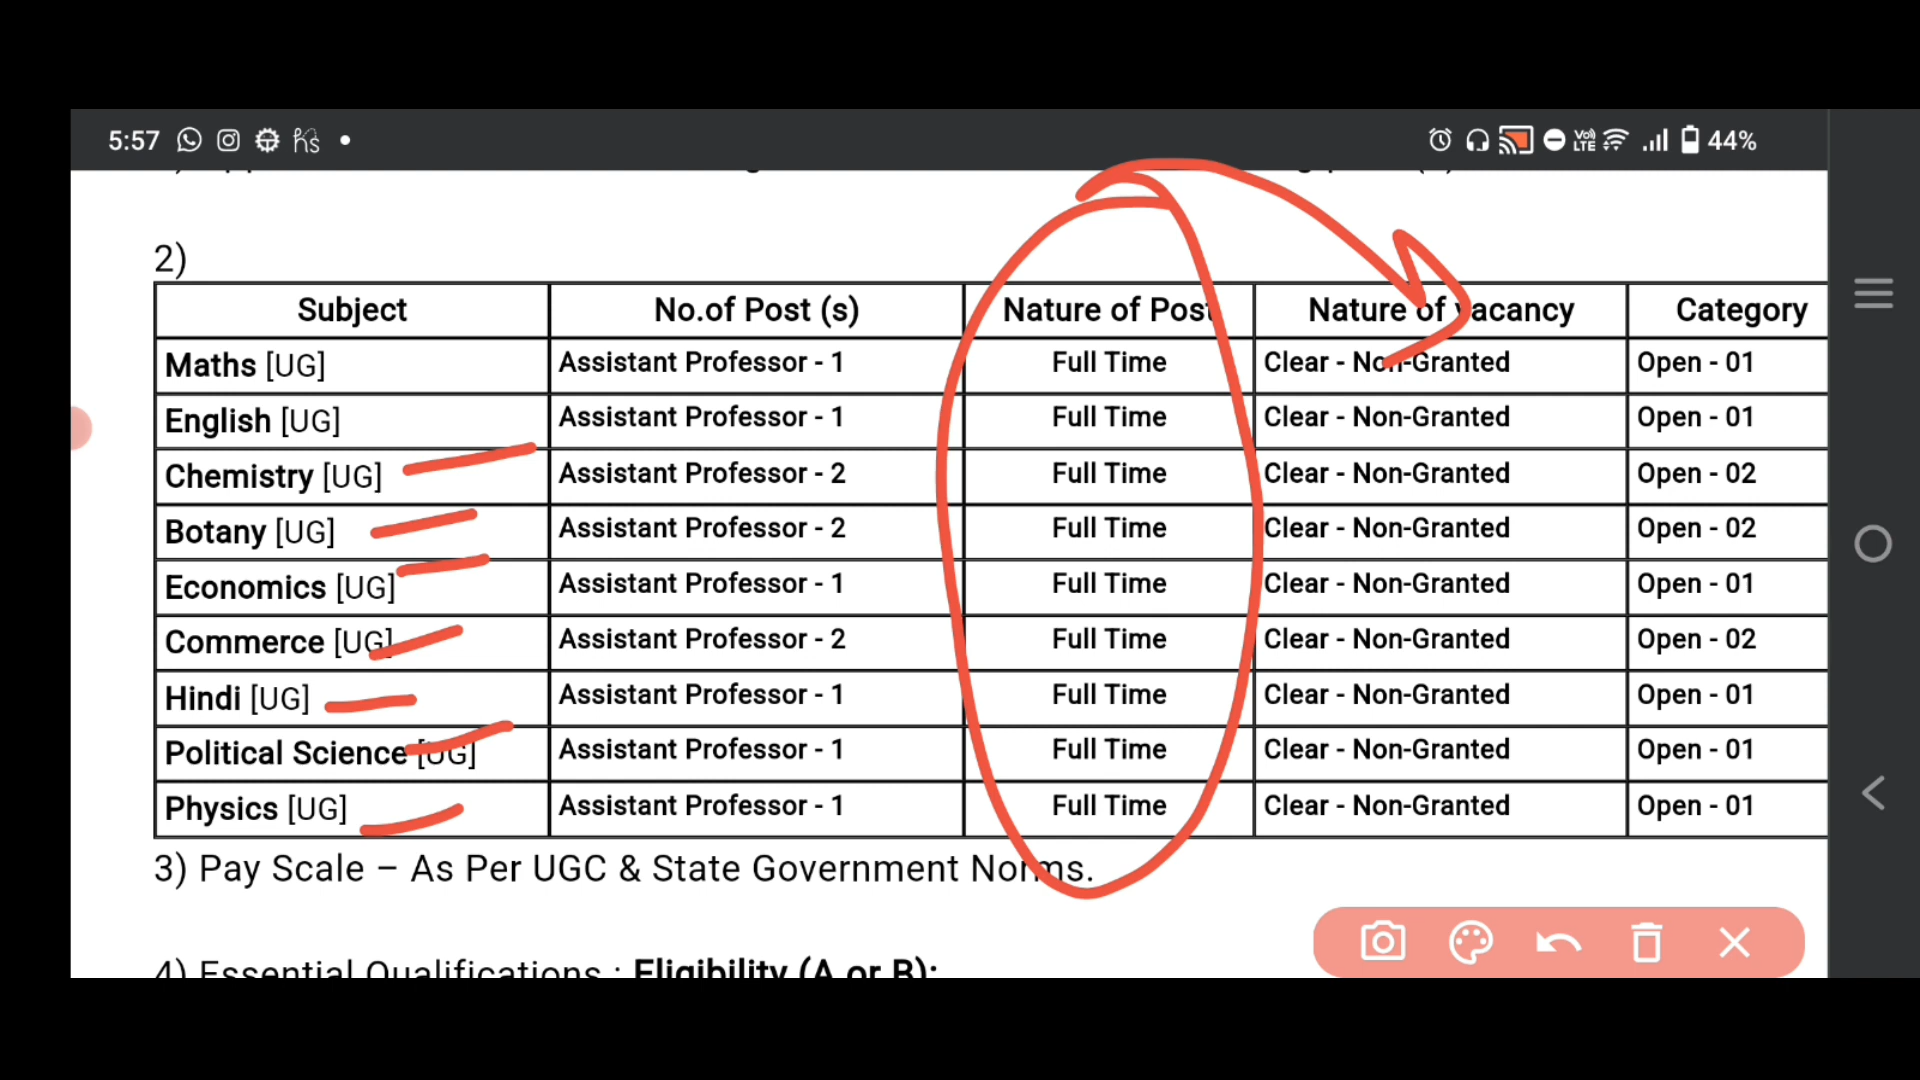 5:57
Vo) LTE 44%
2)
Subject No.of Post (s) Nature of Post Nature of vacancy Category
Maths [UG] Assistant Professor - 1 Full Time Clear - Non-Granted Open - 01
English [UG] Assistant Professor - 1 Full Time Clear - Non-Granted Open - 01
Chemistry [UG] Assistant Professor - 2 Full Time Clear - Non-Granted Open - 02
Botany [UG] Assistant Professor - 2 Full Time Clear - Non-Granted Open - 02
Economics [UG] Assistant Professor - 1 Full Time Clear - Non-Granted Open - 01
Commerce [UG] Assistant Professor - 2 Full Time Clear - Non-Granted Open - 02
Hindi [UG] Assistant Professor - 1 Full Time Clear - Non-Granted Open - 01
Political Science [UG] Assistant Professor - 1 Full Time Clear - Non-Granted Open - 01
Physics [UG] Assistant Professor - 1 Full Time Clear - Non-Granted Open - 01
3) Pay Scale – As Per UGC & State Government Norms.
4) Essential Qualifications : Eligibility (A or B):